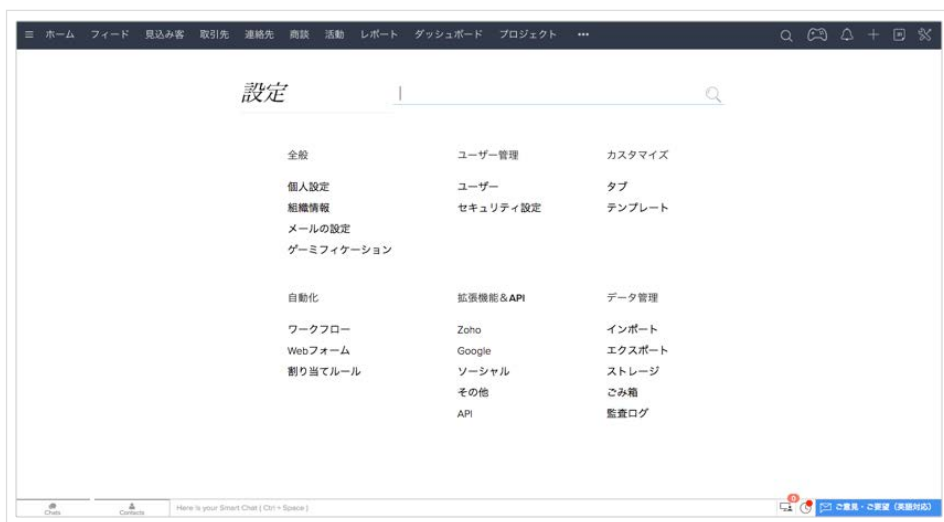 ホーム フィード 見込み客 取引先 連絡先 商談 活動 レポート ダッシュボード プロジェクト •••
設定
全般
個人設定
組織情報
メールの設定
ゲーミフィケーション
ユーザー管理
ユーザー
セキュリティ設定
カスタマイズ
タブ
テンプレート
自動化
ワークフロー
Webフォーム
割り当てルール
拡張機能&API
Zoho
Google
ソーシャル
その他
API
データ管理
インポート
エクスポート
ストレージ
ごみ箱
監査ログ
Chats
Contacts
Here is your Smart Chat ( Ctrl + Space )
0
ご意見・ご要望 (英語対応)